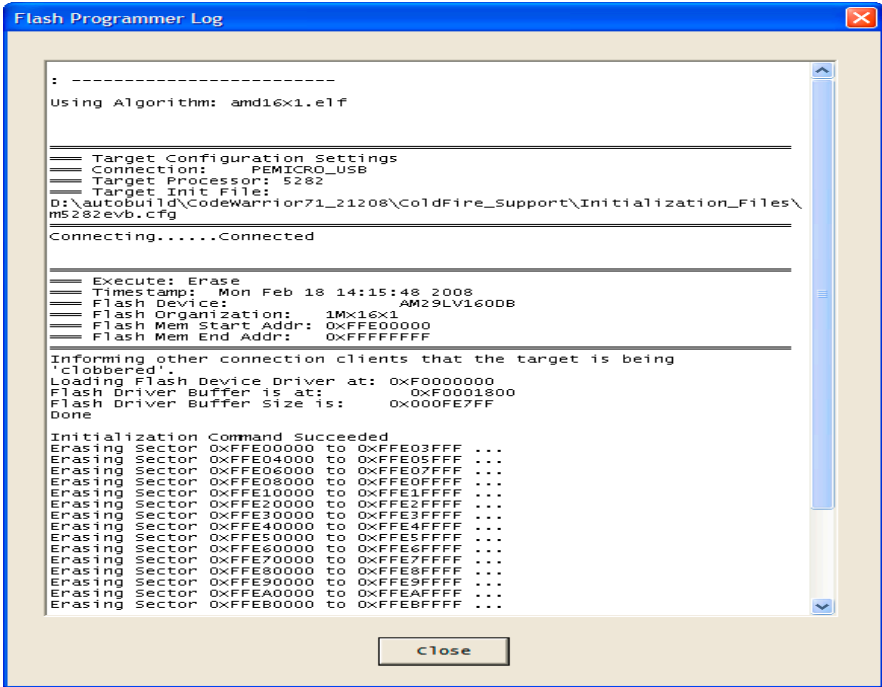 Flash Programmer Log
: -------------------------
Using Algorithm: amd16x1.elf
=== Target Configuration Settings
=== Connection: PEMICRO_USB
=== Target Processor: 5282
=== Target Init File:
D:\autobuild\CodeWarrior71_21208\ColdFire_Support\Initialization_Files\
m5282evb.cfg
Connecting......Connected
=== Execute: Erase
=== Timestamp: Mon Feb 18 14:15:48 2008
=== Flash Device: AM29LV160DB
=== Flash Organization: 1Mx16x1
=== Flash Mem Start Addr: 0xFFE00000
=== Flash Mem End Addr: 0xFFFFFFFF
Informing other connection clients that the target is being
'clobbered'.
Loading Flash Device Driver at: 0xF0000000
Flash Driver Buffer is at: 0xF0001800
Flash Driver Buffer Size is: 0x000FE7FF
Done
Initialization Command Succeeded
Erasing Sector 0xFFE00000 to 0xFFE03FFF ...
Erasing Sector 0xFFE04000 to 0xFFE05FFF ...
Erasing Sector 0xFFE06000 to 0xFFE07FFF ...
Erasing Sector 0xFFE08000 to 0xFFE0FFFF ...
Erasing Sector 0xFFE10000 to 0xFFE1FFFF ...
Erasing Sector 0xFFE20000 to 0xFFE2FFFF ...
Erasing Sector 0xFFE30000 to 0xFFE3FFFF ...
Erasing Sector 0xFFE40000 to 0xFFE4FFFF ...
Erasing Sector 0xFFE50000 to 0xFFE5FFFF ...
Erasing Sector 0xFFE60000 to 0xFFE6FFFF ...
Erasing Sector 0xFFE70000 to 0xFFE7FFFF ...
Erasing Sector 0xFFE80000 to 0xFFE8FFFF ...
Erasing Sector 0xFFE90000 to 0xFFE9FFFF ...
Erasing Sector 0xFFEA0000 to 0xFFEAFFFF ...
Erasing Sector 0xFFEB0000 to 0xFFEBFFFF ...
Close